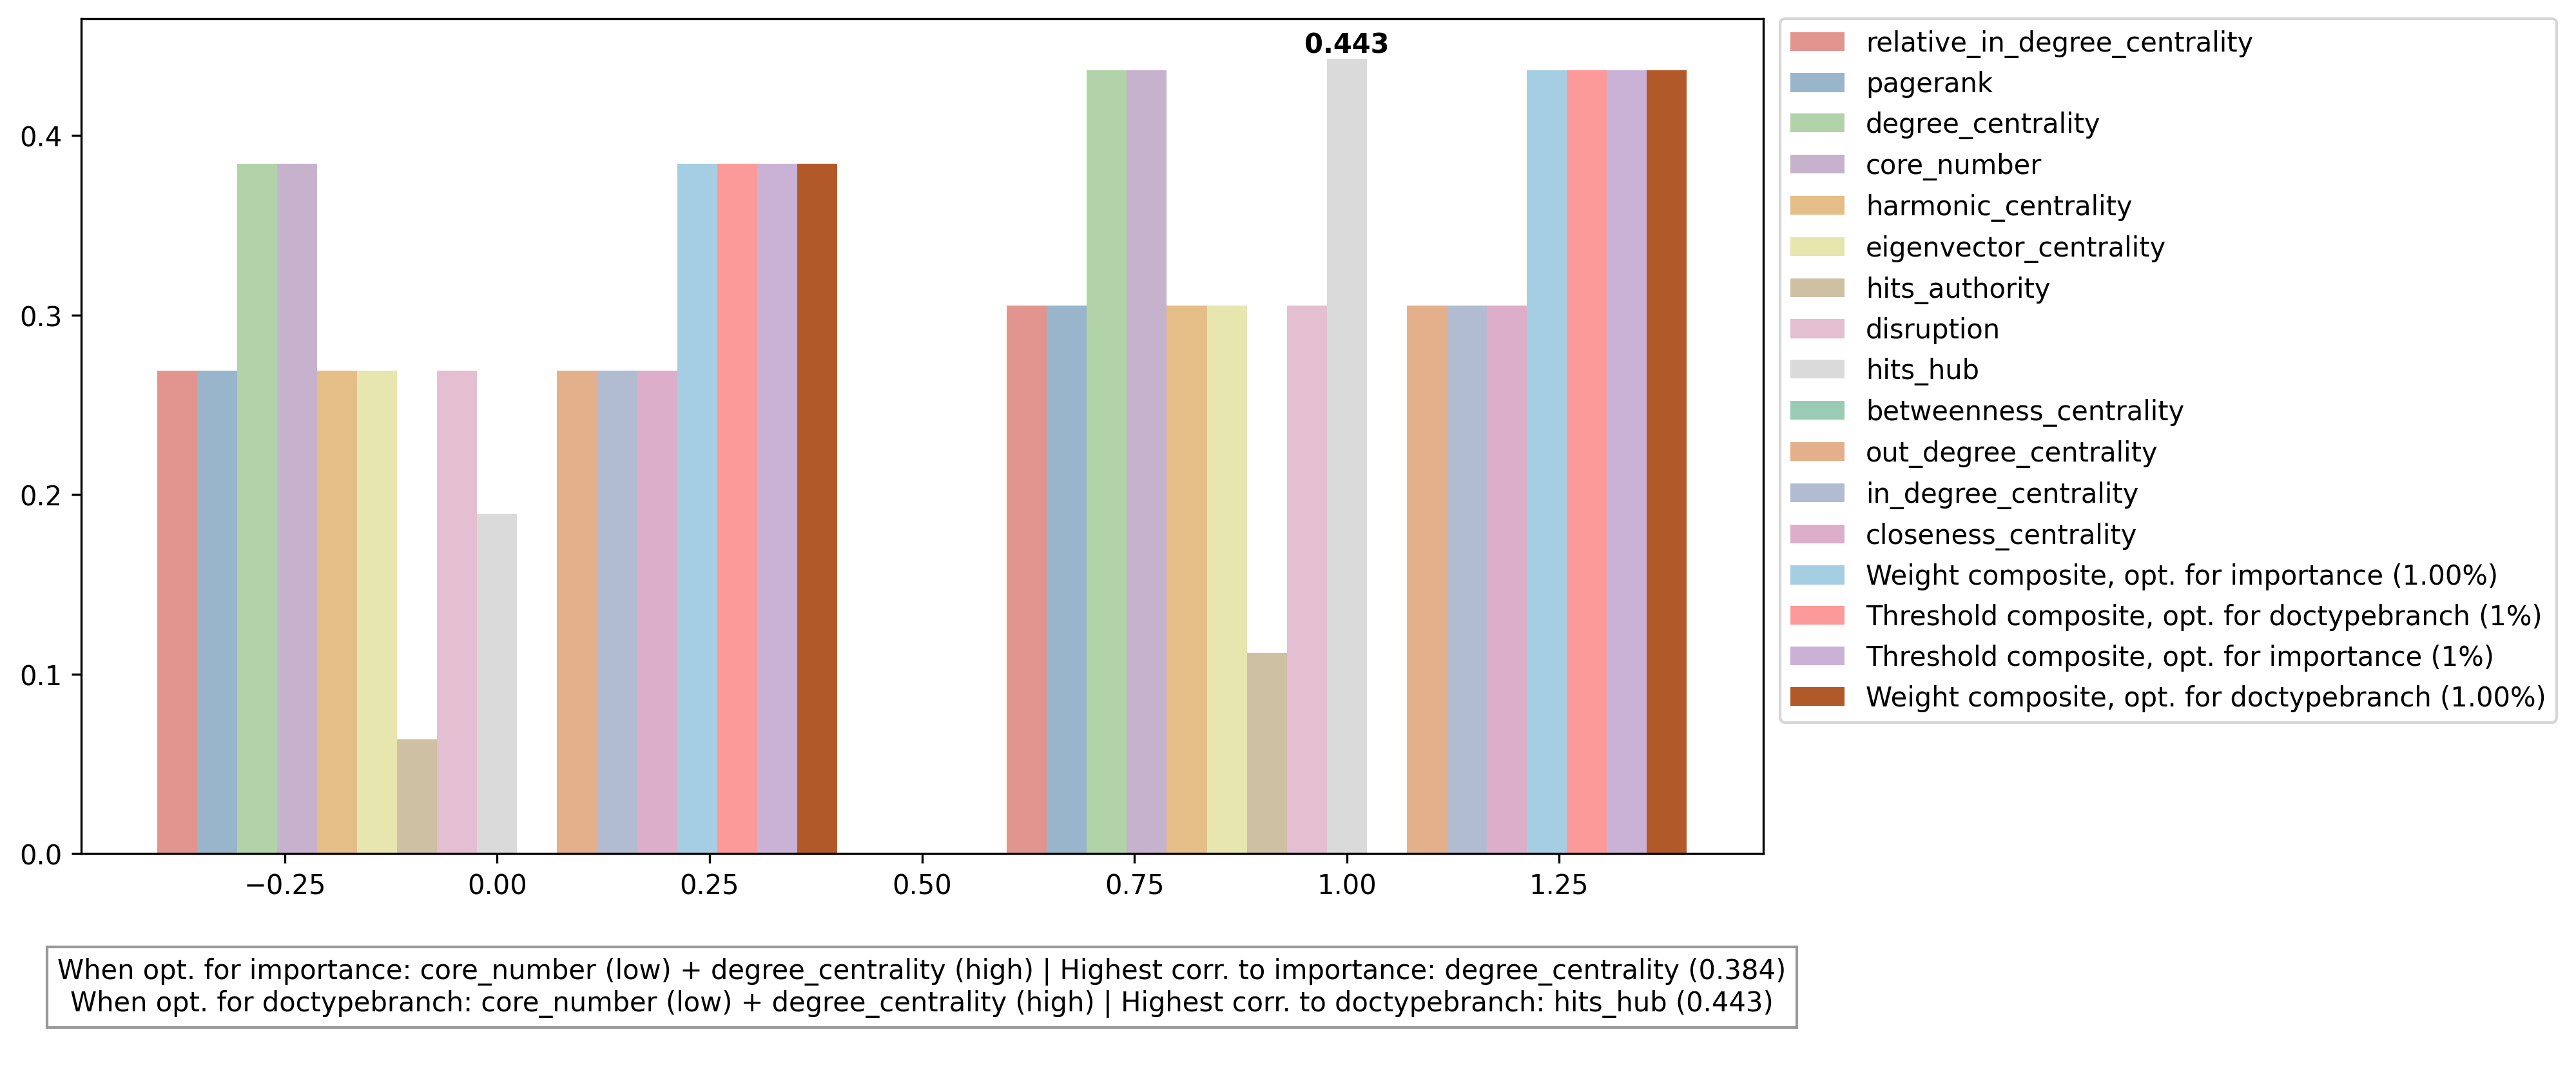 0.443
0.4
0.3
0.2
0.1
0.0
−0.25 0.00 0.25 0.50 0.75 1.00 1.25
relative_in_degree_centrality
pagerank
degree_centrality
core_number
harmonic_centrality
eigenvector_centrality
hits_authority
disruption
hits_hub
betweenness_centrality
out_degree_centrality
in_degree_centrality
closeness_centrality
Weight composite, opt. for importance (1.00%)
Threshold composite, opt. for doctypebranch (1%)
Threshold composite, opt. for importance (1%)
Weight composite, opt. for doctypebranch (1.00%)
When opt. for importance: core_number (low) + degree_centrality (high) | Highest corr. to importance: degree_centrality (0.384)
When opt. for doctypebranch: core_number (low) + degree_centrality (high) | Highest corr. to doctypebranch: hits_hub (0.443)